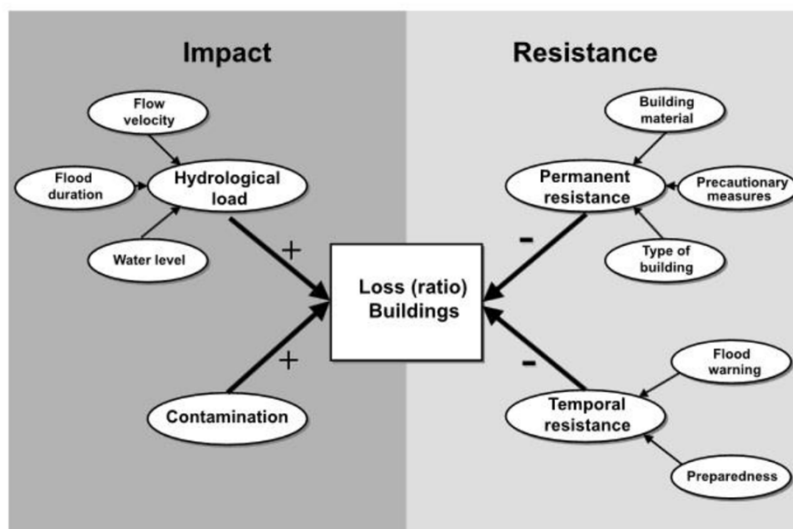 Impact
Resistance
Flow
velocity
Flood
duration
Hydrological
load
Water level
+
+
Contamination
Loss (ratio)
Buildings
Building
material
Permanent
resistance
Precautionary
measures
Type of
building
-
-
Flood
warning
Temporal
resistance
Preparedness